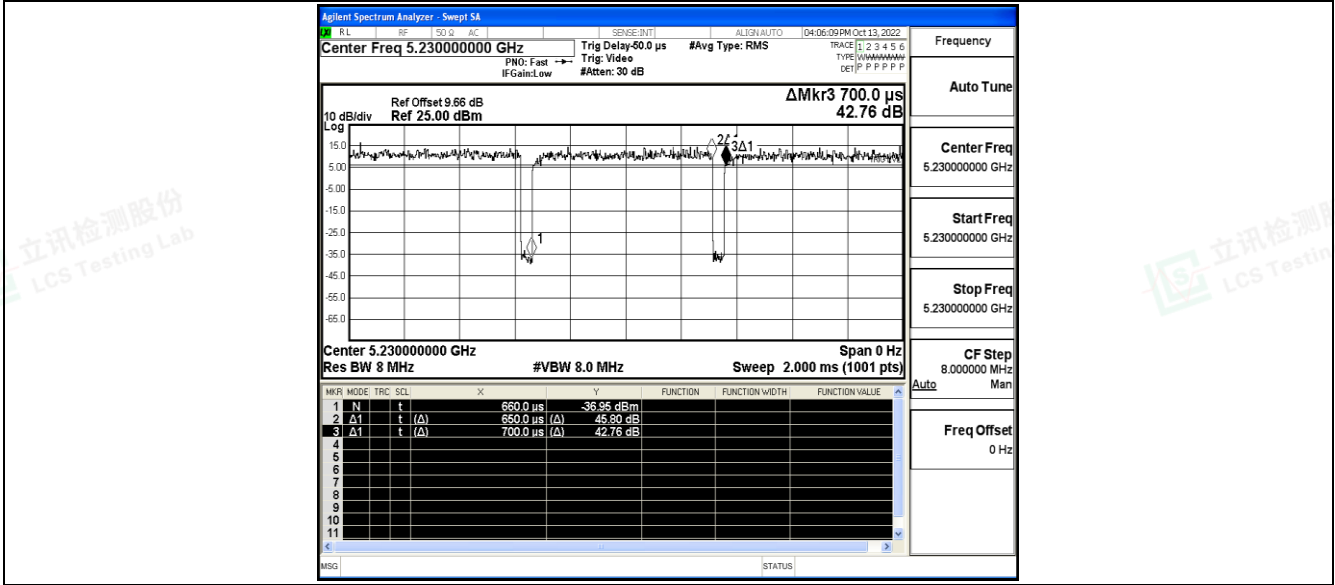 Agilent Spectrum Analyzer - Swept SA
RL RF 50 Ω AC SENSE:INT ALIGN AUTO 04:06:09 PM Oct 13, 2022
Center Freq 5.230000000 GHz
PNO: Fast
IFGain:Low
Trig Delay-50.0 µs
Trig: Video
#Atten: 30 dB
#Avg Type: RMS
TRACE 1 2 3 4 5 6
TYPE WWWWWW
DET P P P P P P
ΔMkr3 700.0 µs
42.76 dB
Ref Offset 9.66 dB
10 dB/div Ref 25.00 dBm
Log
15.0
5.00
-5.00
-15.0
-25.0
-35.0
-45.0
-55.0
-65.0
1
3Δ1
Center 5.230000000 GHz Span 0 Hz
Res BW 8 MHz #VBW 8.0 MHz Sweep 2.000 ms (1001 pts)
MKR MODE TRC SCL X Y FUNCTION FUNCTION WIDTH FUNCTION VALUE
1 N t 660.0 µs -36.95 dBm
2 Δ1 t (Δ) 650.0 µs (Δ) 45.80 dB
3 Δ1 t (Δ) 700.0 µs (Δ) 42.76 dB
4
5
6
7
8
9
10
11
MSG STATUS
Frequency
Auto Tune
Center Freq
5.230000000 GHz
Start Freq
5.230000000 GHz
Stop Freq
5.230000000 GHz
CF Step
8.000000 MHz
Auto Man
Freq Offset
0 Hz
立讯检测股份
LCS Testing Lab
立讯检测
LCS Testin